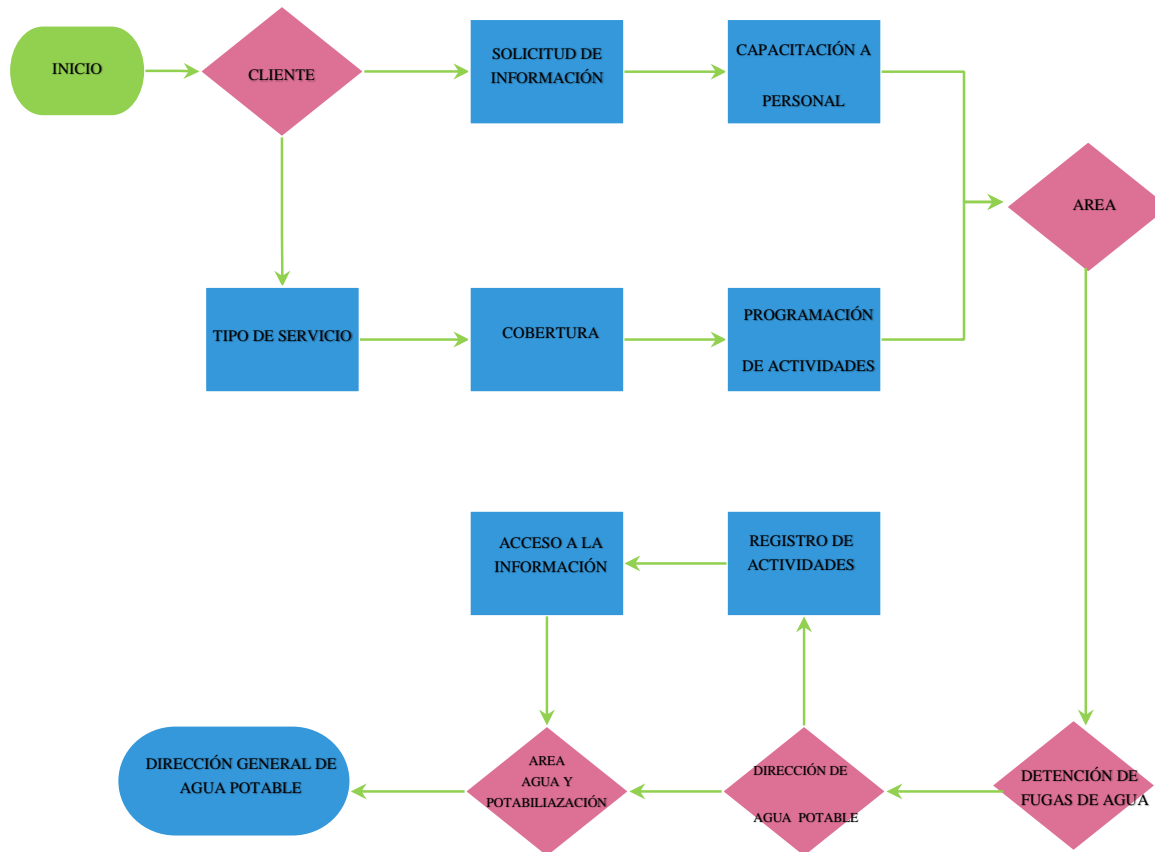 INICIO
CLIENTE
SOLICITUD DE
INFORMACIÓN
CAPACITACIÓN A
PERSONAL
AREA
TIPO DE SERVICIO
COBERTURA
PROGRAMACIÓN
DE ACTIVIDADES
ACCESO A LA
INFORMACIÓN
REGISTRO DE
ACTIVIDADES
DIRECCIÓN GENERAL DE
AGUA POTABLE
AREA
AGUA Y
POTABILIAZACIÓN
DIRECCIÓN DE
AGUA POTABLE
DETENCIÓN DE
FUGAS DE AGUA